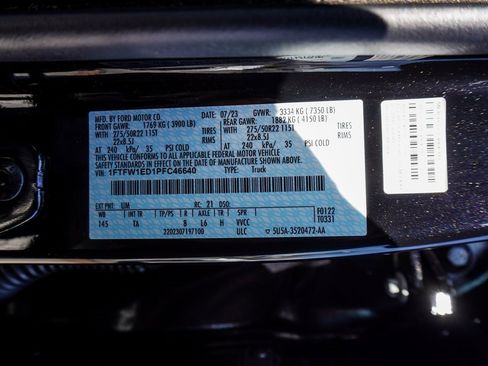 MFD. BY FORD MOTOR CO. DATE: 07/23 GVWR: 3334 KG ( 7350 LB)
FRONT GAWR: 1769 KG ( 3900 LB) REAR GAWR: 1882 KG ( 4150 LB)
WITH 275/50R22 115T TIRES WITH 275/50R22 115T TIRES
22x8.5J RIMS 22x8.5J RIMS
AT 240 kPa/ 35 PSI COLD AT 240 kPa/ 35 PSI COLD
THIS VEHICLE CONFORMS TO ALL APPLICABLE FEDERAL MOTOR VEHICLE
SAFETY AND THEFT PREVENTION STANDARDS IN EFFECT ON THE DATE OF MANUFACTURE SHOWN ABOVE.
VIN: 1FTFW1ED1PFC46640 TYPE: Truck
EXT PNT: UM RC: 21 DSO: F0122
WB INT TR TP/PS R AXLE TR SPR T0331
145 TA B L6 H VVCC
2202307197100 ULC 5U5A-3520472-AA